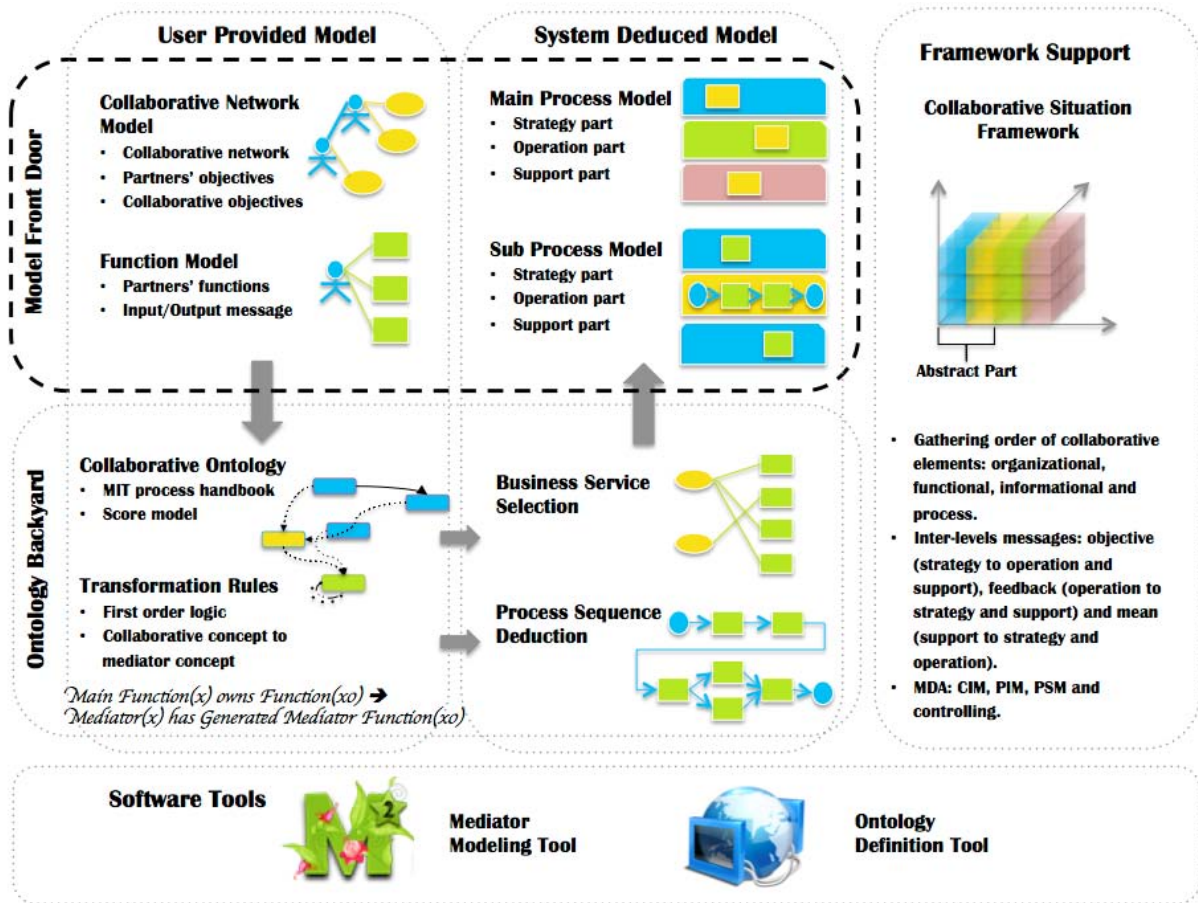 User Provided Model
System Deduced Model
Model Front Door
Collaborative Network
Model
• Collaborative network
• Partners' objectives
• Collaborative objectives
Function Model
• Partners' functions
• Input/Output message
Main Process Model
• Strategy part
• Operation part
• Support part
Sub Process Model
• Strategy part
• Operation part
• Support part
Ontology Backyard
Collaborative Ontology
• MIT process handbook
• Score model
Transformation Rules
• First order logic
• Collaborative concept to
mediator concept
Main Function(x) owns Function(xo) ➔
Mediator(x) has Generated Mediator Function(xo)
Business Service
Selection
Process Sequence
Deduction
Framework Support
Collaborative Situation
Framework
Abstract Part
• Gathering order of collaborative
elements: organizational,
functional, informational and
process.
• Inter-levels messages: objective
(strategy to operation and
support), feedback (operation to
strategy and support) and mean
(support to strategy and
operation).
• MDA: CIM, PIM, PSM and
controlling.
Software Tools
M
2
Mediator
Modeling Tool
Ontology
Definition Tool